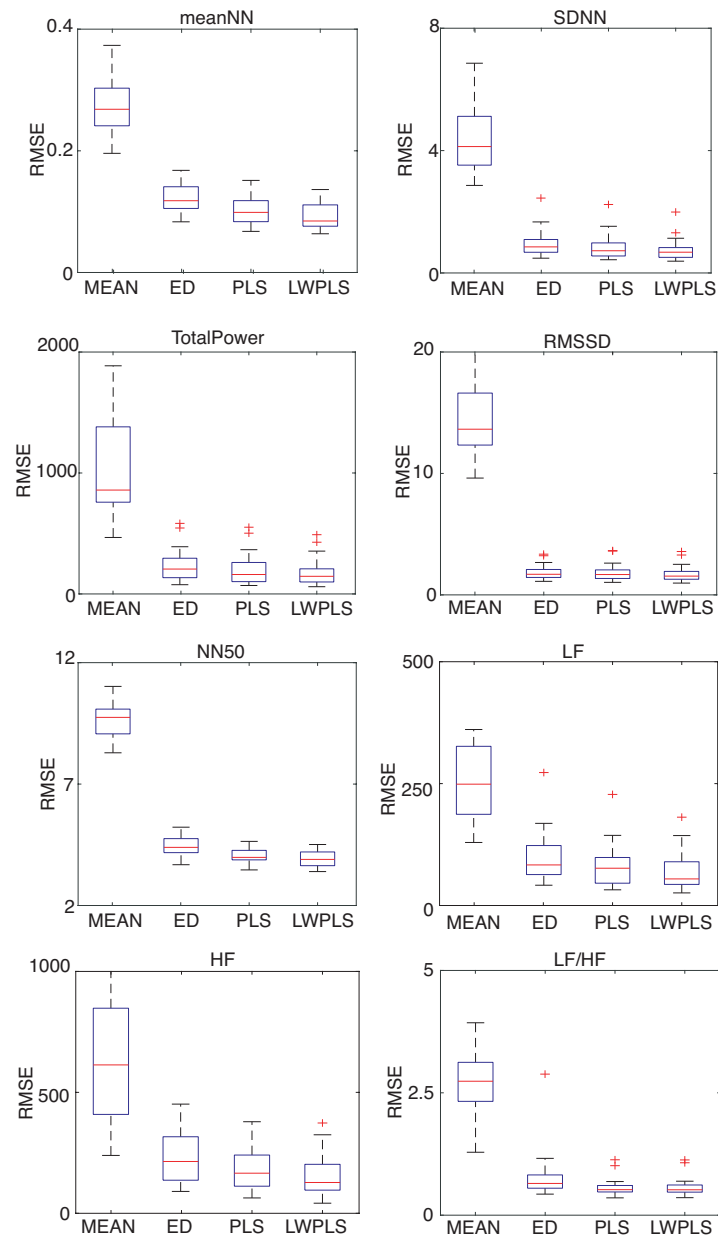 meanNN
0.4
0.2
0
RMSE
MEAN ED PLS LWPLS
SDNN
8
4
0
RMSE
MEAN ED PLS LWPLS
TotalPower
2000
1000
0
RMSE
MEAN ED PLS LWPLS
RMSSD
20
10
0
RMSE
MEAN ED PLS LWPLS
NN50
12
7
2
RMSE
MEAN ED PLS LWPLS
LF
500
250
0
RMSE
MEAN ED PLS LWPLS
HF
1000
500
0
RMSE
MEAN ED PLS LWPLS
LF/HF
5
2.5
0
RMSE
MEAN ED PLS LWPLS